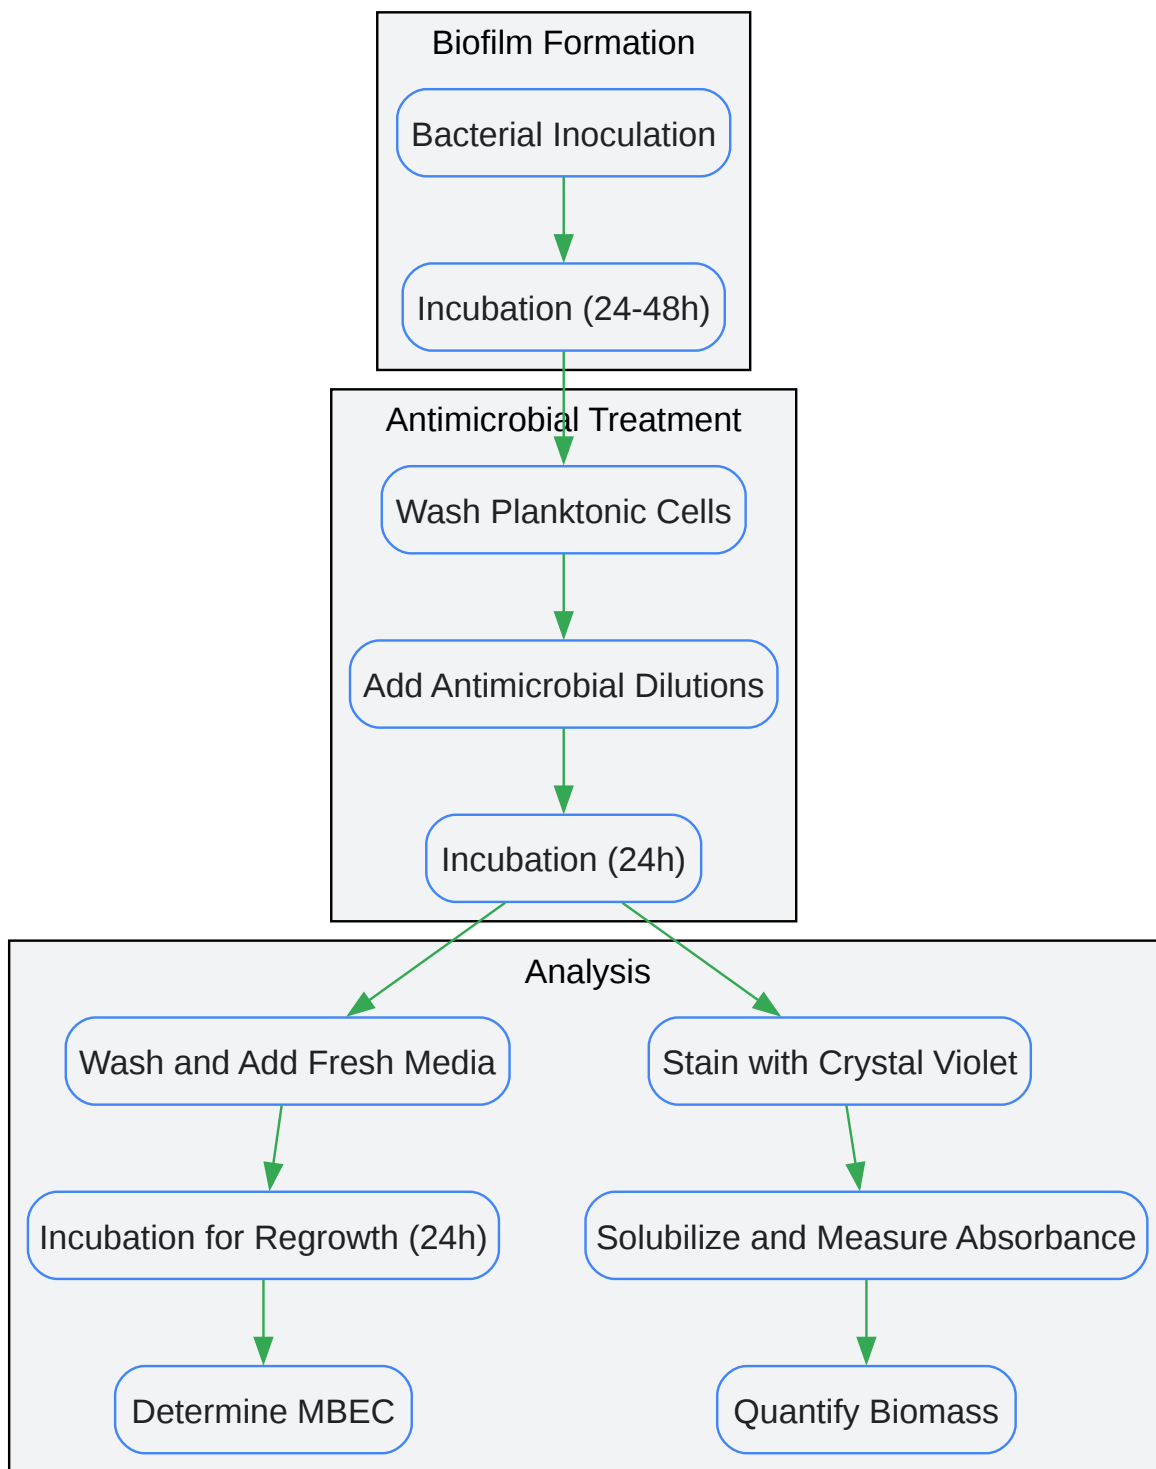 Biofilm Formation
Bacterial Inoculation
Incubation (24-48h)
Antimicrobial Treatment
Wash Planktonic Cells
Add Antimicrobial Dilutions
Incubation (24h)
Analysis
Wash and Add Fresh Media
Stain with Crystal Violet
Incubation for Regrowth (24h)
Solubilize and Measure Absorbance
Determine MBEC
Quantify Biomass